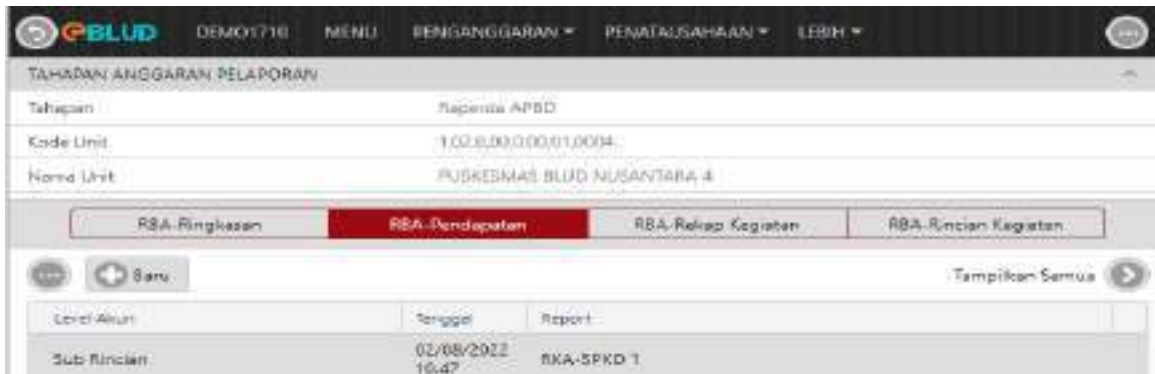 eBLUD DEMO1710 MENU PENGANGGARAN PENATAUSAHAAN LEBIH
TAHAPAN ANGGARAN PELAPORAN
Tahapan Raperda APBD
Kode Unit 1.02.0.00.0.00.01.0004.
Nama Unit PUSKESMAS BLUD NUSANTARA 4
RBA-Ringkasan RBA-Pendapatan RBA-Rekap Kegiatan RBA-Rincian Kegiatan
Baru Tampilkan Semua
Level Akun Tanggal Report
Sub Rincian 02/08/2022 RKA-SPKD 1
10:47